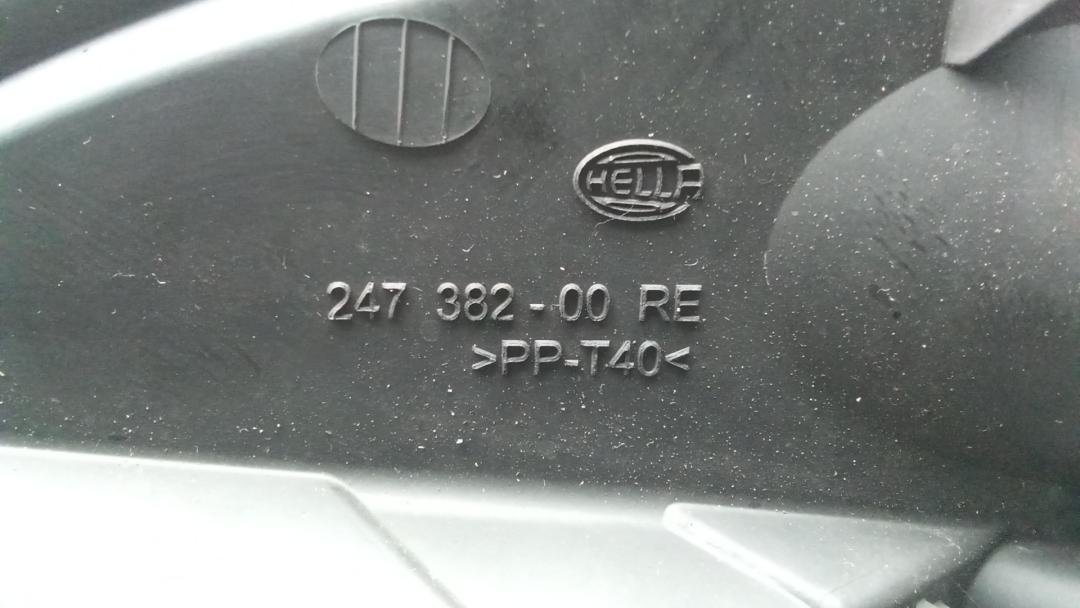 HELLA
247 382-00 RE
>PP-T40<